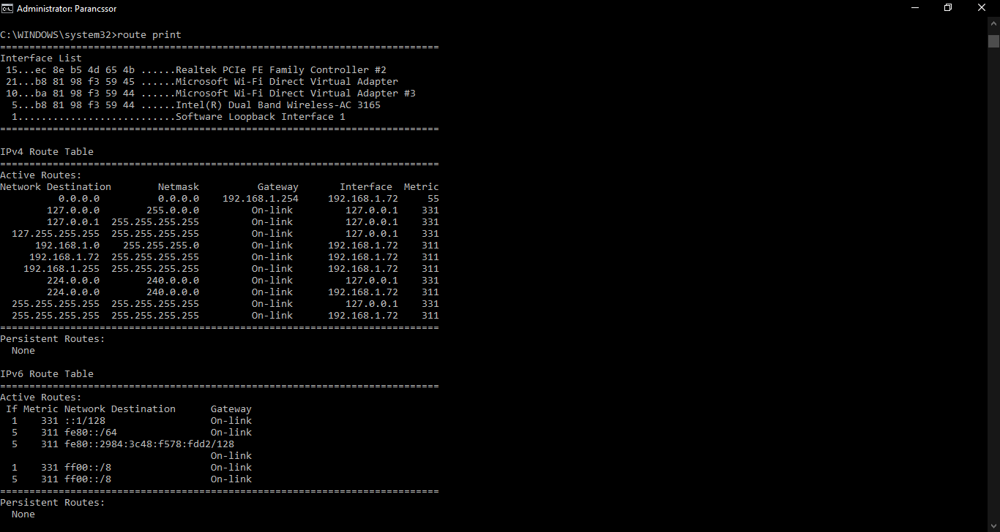 Administrator: Parancssor
C:\WINDOWS\system32>route print
===========================================================================
Interface List
 15...ec 8e b5 4d 65 4b ......Realtek PCIe FE Family Controller #2
 21...b8 81 98 f3 59 45 ......Microsoft Wi-Fi Direct Virtual Adapter
 10...ba 81 98 f3 59 44 ......Microsoft Wi-Fi Direct Virtual Adapter #3
  5...b8 81 98 f3 59 44 ......Intel(R) Dual Band Wireless-AC 3165
  1...........................Software Loopback Interface 1
===========================================================================
IPv4 Route Table
===========================================================================
Active Routes:
Network Destination        Netmask          Gateway       Interface  Metric
          0.0.0.0          0.0.0.0    192.168.1.254     192.168.1.72     55
        127.0.0.0        255.0.0.0         On-link         127.0.0.1    331
        127.0.0.1  255.255.255.255         On-link         127.0.0.1    331
  127.255.255.255  255.255.255.255         On-link         127.0.0.1    331
      192.168.1.0    255.255.255.0         On-link      192.168.1.72    311
     192.168.1.72  255.255.255.255         On-link      192.168.1.72    311
    192.168.1.255  255.255.255.255         On-link      192.168.1.72    311
        224.0.0.0        240.0.0.0         On-link         127.0.0.1    331
        224.0.0.0        240.0.0.0         On-link      192.168.1.72    311
  255.255.255.255  255.255.255.255         On-link         127.0.0.1    331
  255.255.255.255  255.255.255.255         On-link      192.168.1.72    311
===========================================================================
Persistent Routes:
  None
IPv6 Route Table
===========================================================================
Active Routes:
 If Metric Network Destination      Gateway
  1    331 ::1/128                  On-link
  5    311 fe80::/64                On-link
  5    311 fe80::2984:3c48:f578:fdd2/128
                                    On-link
  1    331 ff00::/8                 On-link
  5    311 ff00::/8                 On-link
===========================================================================
Persistent Routes:
  None